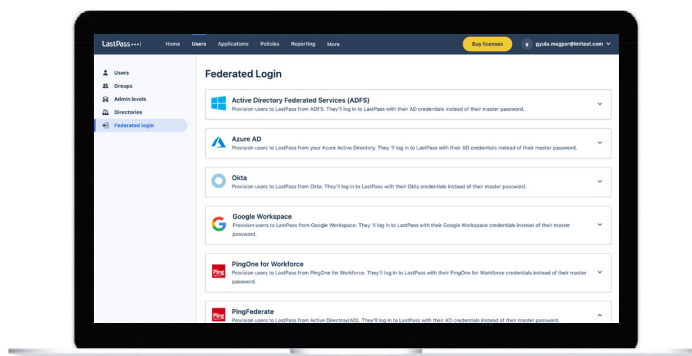 LastPass
Home Users Applications Policies Reporting More
Buy licenses
g gyula.magyar@lmitest.com
Users
Groups
Admin levels
Directories
Federated login
Federated Login
Active Directory Federated Services (ADFS)
Provision users to LastPass from ADFS. They'll log in to LastPass with their AD credentials instead of their master password.
Azure AD
Provision users to LastPass from your Azure Active Directory. They 'll log in to LastPass with their AD credentials instead of their master password.
Okta
Provision users to LastPass from Okta. They'll log in to LastPass with their Okta credentials instead of their master password.
Google Workspace
Provision users to LastPass from Google Workspace. They 'll log in to LastPass with their Google Workspace credentials instead of their master
password.
Ping
PingOne for Workforce
Provision users to LastPass from PingOne for Workforce. They'll log in to LastPass with their PingOne for Workforce credentials instead of their master
password.
Ping
PingFederate
Provision users to LastPass from Active Directroy(AD). They'll log in to LastPass with their AD credentials instead of their master password.